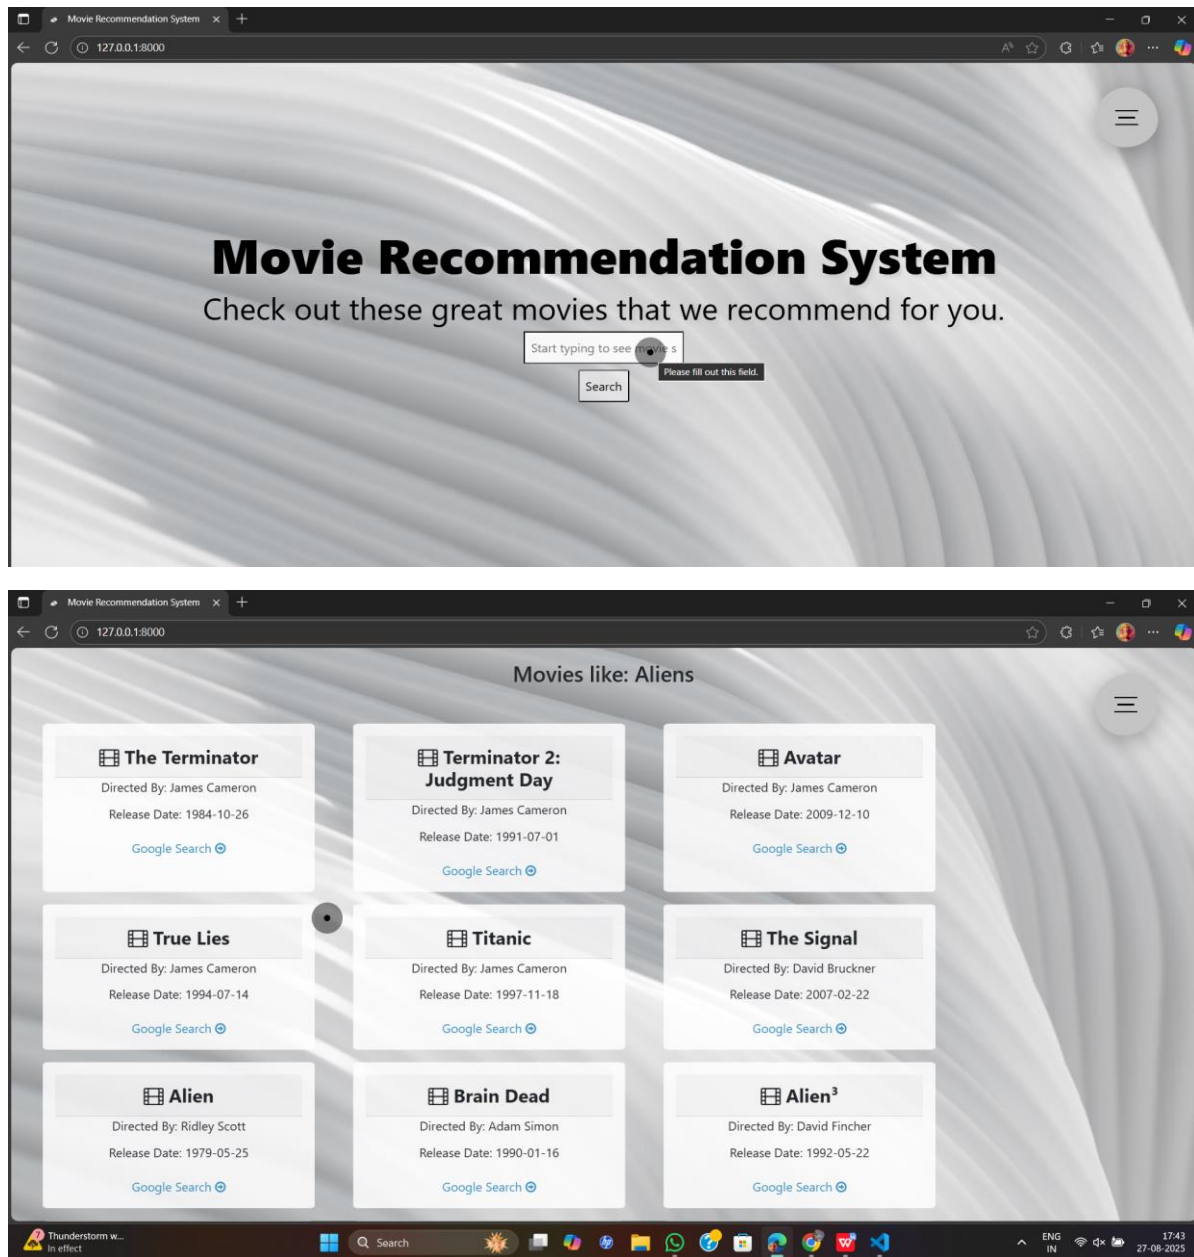 Movie Recommendation System
127.0.0.1:8000
Movie Recommendation System
Check out these great movies that we recommend for you.
Start typing to see movie s
Please fill out this field.
Search
Movie Recommendation System
127.0.0.1:8000
Movies like: Aliens
The Terminator
Directed By: James Cameron
Release Date: 1984-10-26
Google Search
Terminator 2:
Judgment Day
Directed By: James Cameron
Release Date: 1991-07-01
Google Search
Avatar
Directed By: James Cameron
Release Date: 2009-12-10
Google Search
True Lies
Directed By: James Cameron
Release Date: 1994-07-14
Google Search
Titanic
Directed By: James Cameron
Release Date: 1997-11-18
Google Search
The Signal
Directed By: David Bruckner
Release Date: 2007-02-22
Google Search
Alien
Directed By: Ridley Scott
Release Date: 1979-05-25
Google Search
Brain Dead
Directed By: Adam Simon
Release Date: 1990-01-16
Google Search
Alien³
Directed By: David Fincher
Release Date: 1992-05-22
Google Search
7
Thunderstorm w...
In effect
Search
ENG
IN
17:43
27-08-2025